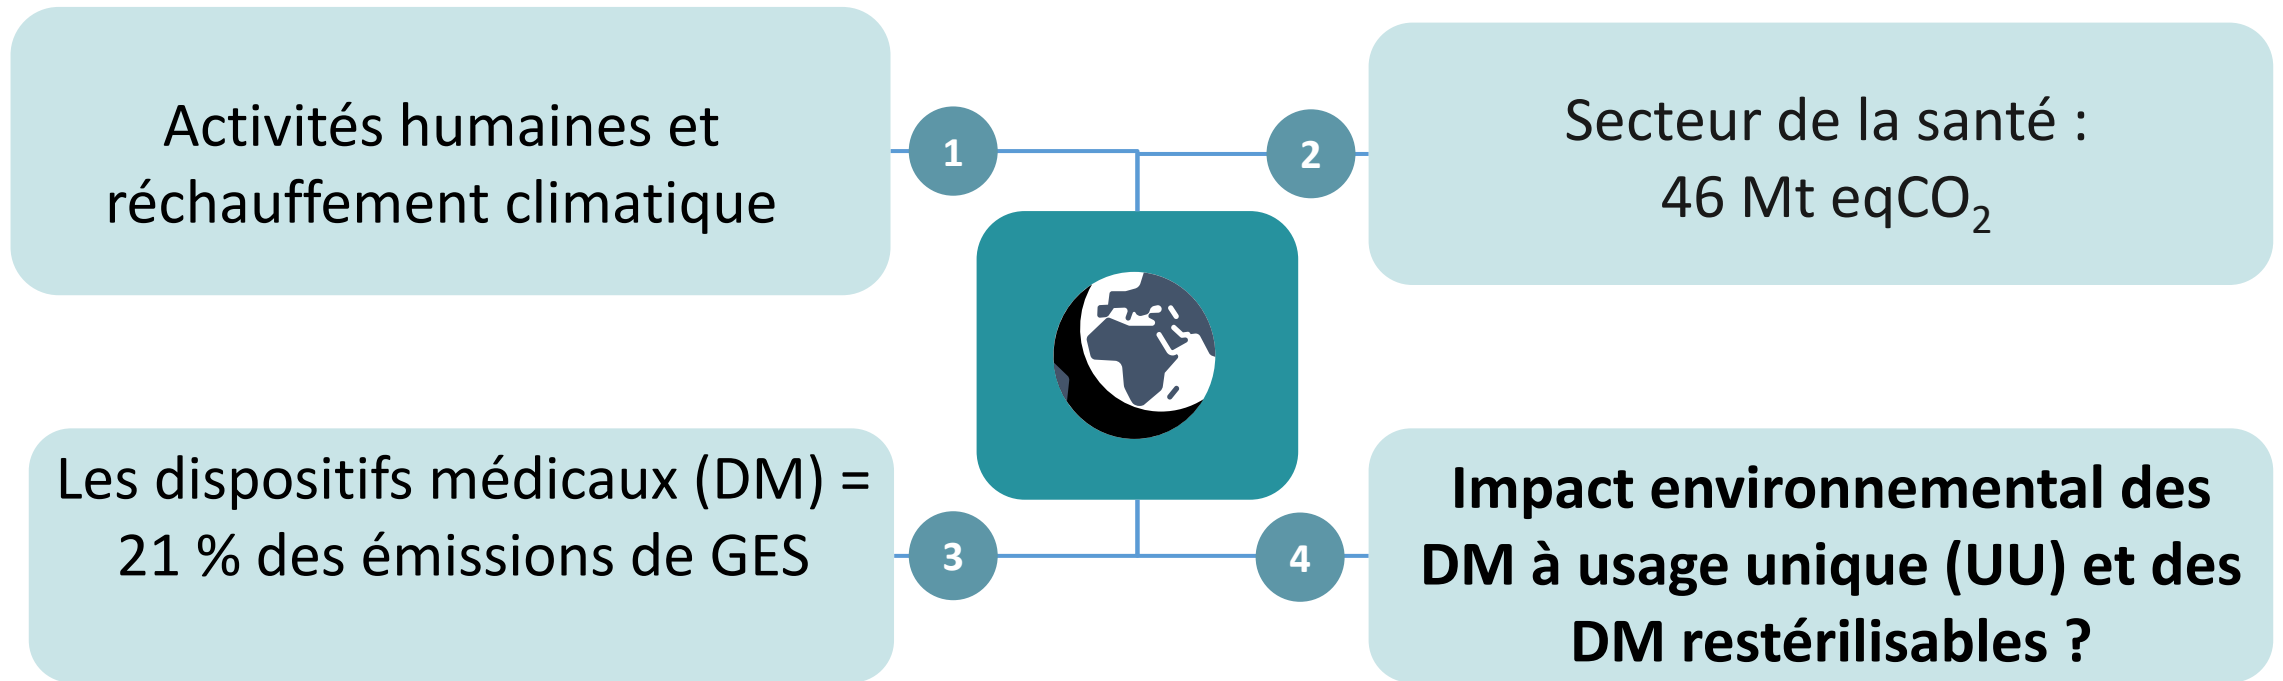 Activités humaines et
réchauffement climatique
1
2
Secteur de la santé :
46 Mt eqCO₂
Les dispositifs médicaux (DM) =
21 % des émissions de GES
3
4
Impact environnemental des
DM à usage unique (UU) et des
DM restérilisables ?